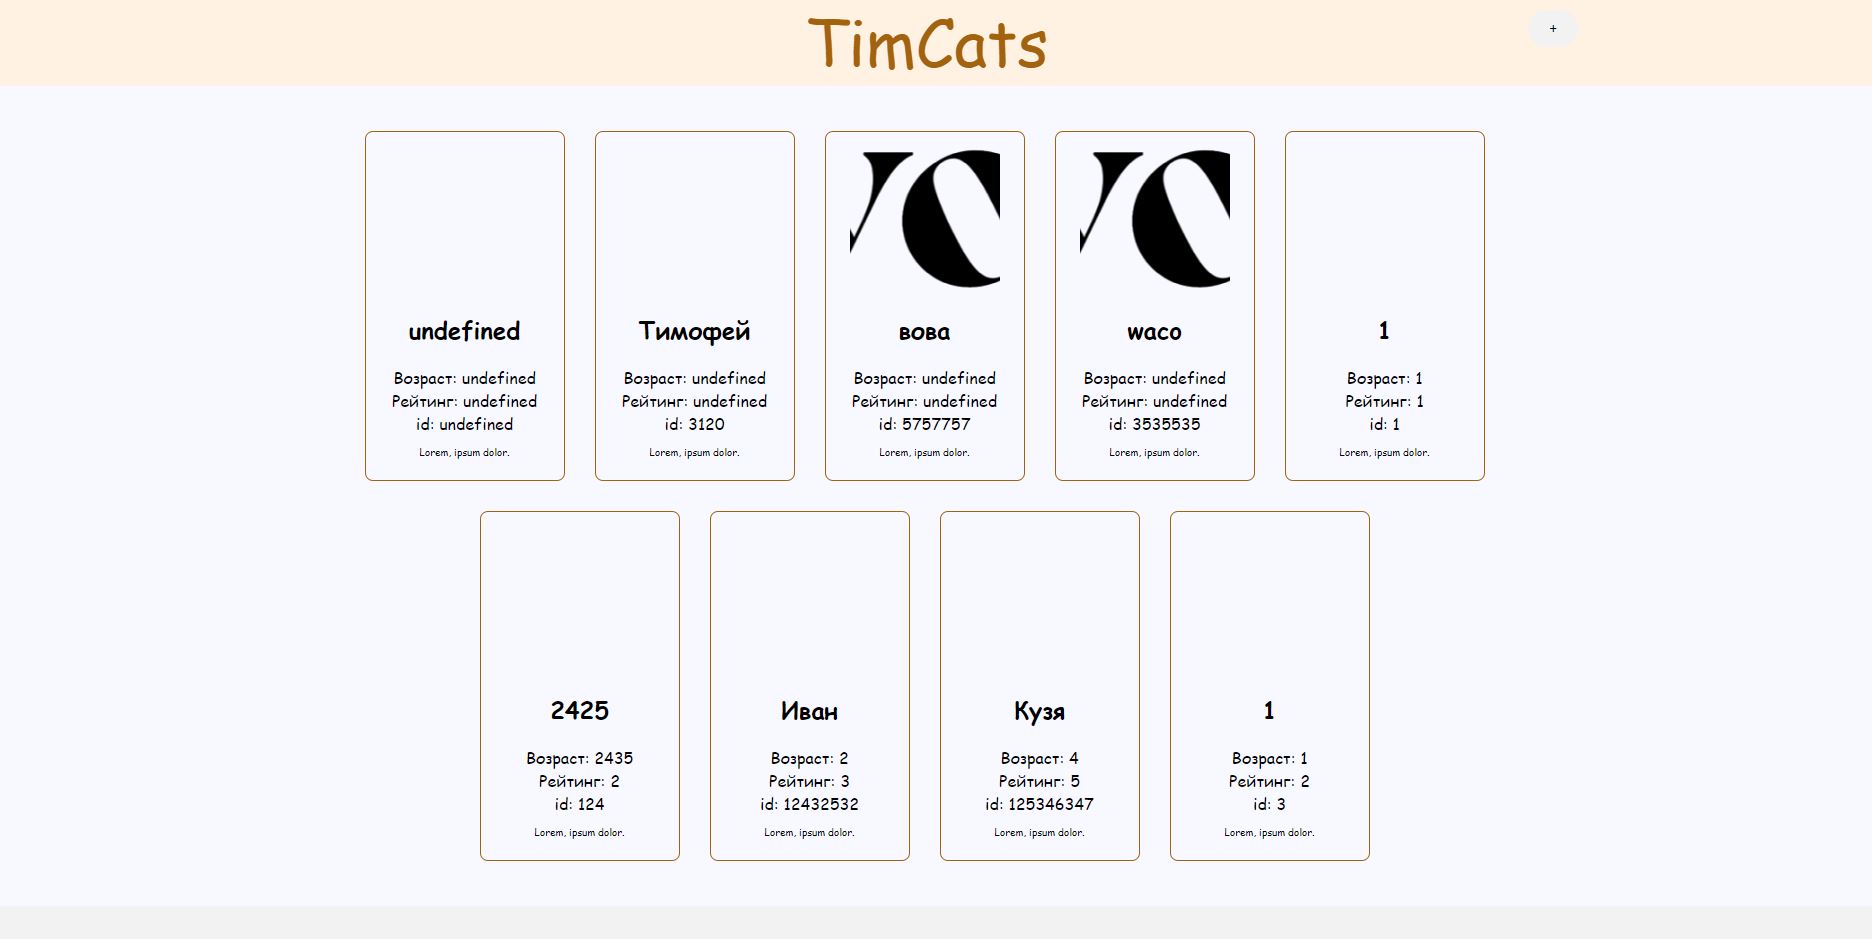 TimCats
+
undefined
Возраст: undefined
Рейтинг: undefined
id: undefined
Lorem, ipsum dolor.
Тимофей
Возраст: undefined
Рейтинг: undefined
id: 3120
Lorem, ipsum dolor.
вова
Возраст: undefined
Рейтинг: undefined
id: 5757757
Lorem, ipsum dolor.
waco
Возраст: undefined
Рейтинг: undefined
id: 3535535
Lorem, ipsum dolor.
1
Возраст: 1
Рейтинг: 1
id: 1
Lorem, ipsum dolor.
2425
Возраст: 2435
Рейтинг: 2
id: 124
Lorem, ipsum dolor.
Иван
Возраст: 2
Рейтинг: 3
id: 12432532
Lorem, ipsum dolor.
Кузя
Возраст: 4
Рейтинг: 5
id: 125346347
Lorem, ipsum dolor.
1
Возраст: 1
Рейтинг: 2
id: 3
Lorem, ipsum dolor.